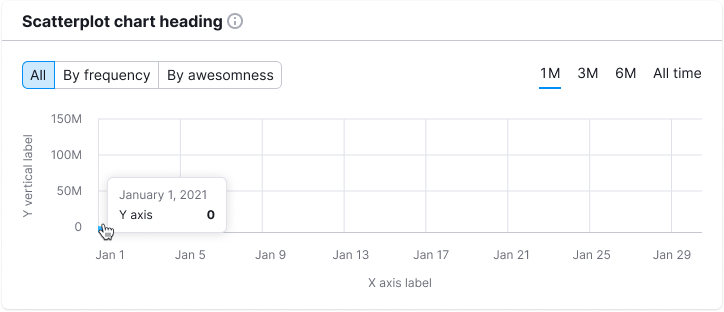 Scatterplot chart heading
All By frequency By awesomness 1M 3M 6M All time
Y vertical label
150M
100M
50M
0
January 1, 2021
Y axis 0
Jan 1 Jan 5 Jan 9 Jan 13 Jan 17 Jan 21 Jan 25 Jan 29
X axis label